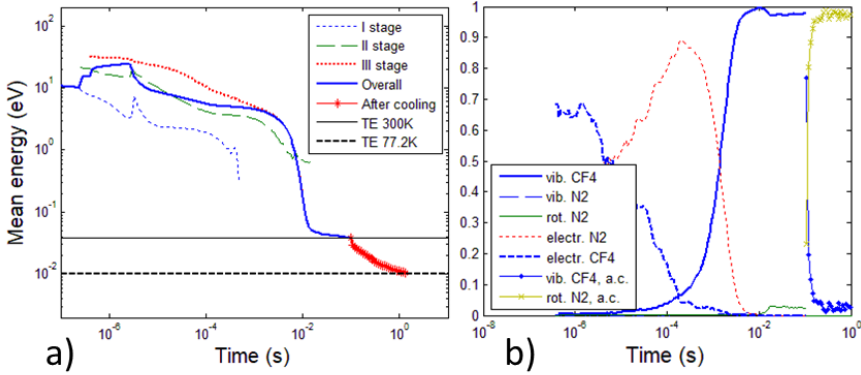 10²
10¹
10⁰
10⁻¹
10⁻²
Mean energy (eV)
I stage
II stage
III stage
Overall
After cooling
TE 300K
TE 77.2K
10⁻⁶
10⁻⁴
10⁻²
10⁰
Time (s)
a)
1
0.9
0.8
0.7
0.6
0.5
0.4
0.3
0.2
0.1
0
vib. CF4
vib. N2
rot. N2
electr. N2
electr. CF4
vib. CF4, a.c.
rot. N2, a.c.
10⁻⁸
10⁻⁶
10⁻⁴
10⁻²
10⁰
Time (s)
b)